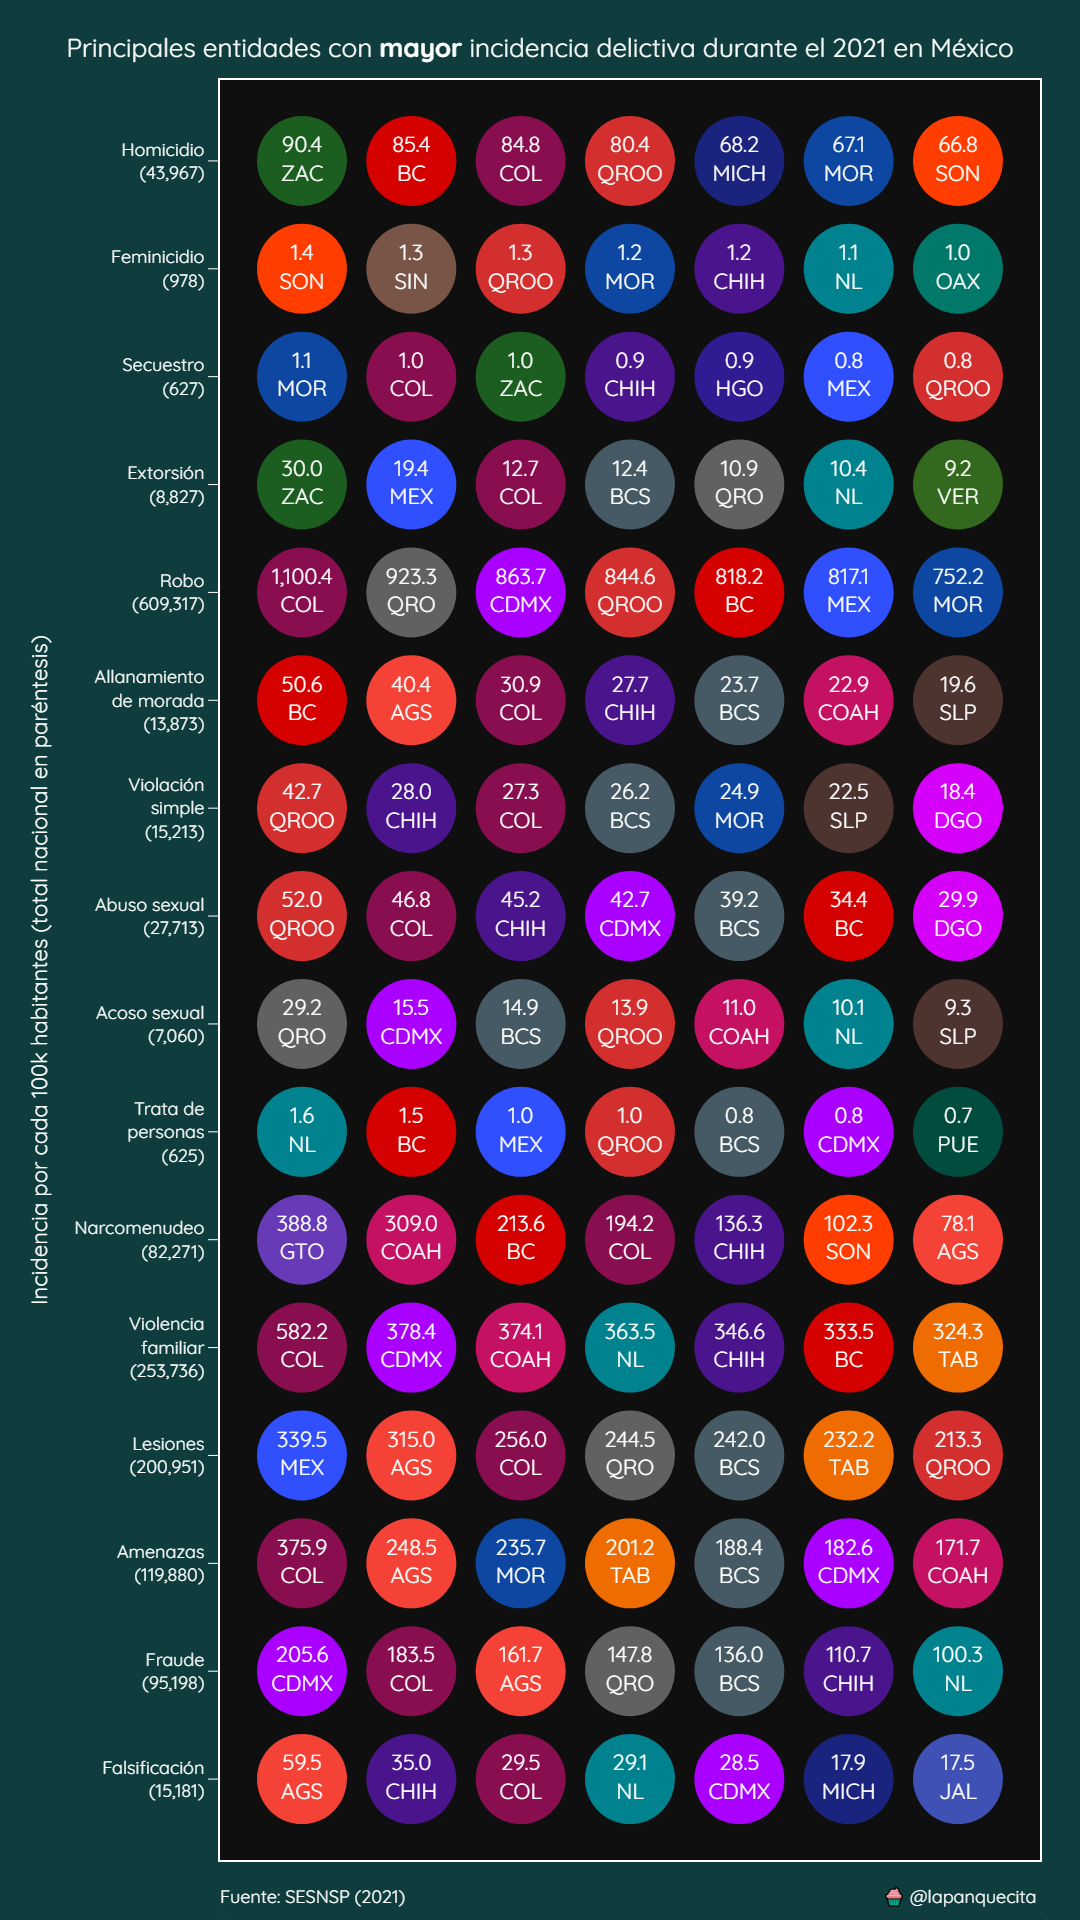 Principales entidades con mayor incidencia delictiva durante el 2021 en México
Incidencia por cada 100k habitantes (total nacional en paréntesis)
Homicidio
(43,967)
90.4 85.4 84.8 80.4 68.2 67.1 66.8
ZAC BC COL QROO MICH MOR SON
Feminicidio
(978)
1.4 1.3 1.3 1.2 1.2 1.1 1.0
SON SIN QROO MOR CHIH NL OAX
Secuestro
(627)
1.1 1.0 1.0 0.9 0.9 0.8 0.8
MOR COL ZAC CHIH HGO MEX QROO
Extorsión
(8,827)
30.0 19.4 12.7 12.4 10.9 10.4 9.2
ZAC MEX COL BCS QRO NL VER
Robo
(609,317)
1,100.4 923.3 863.7 844.6 818.2 817.1 752.2
COL QRO CDMX QROO BC MEX MOR
Allanamiento
de morada
(13,873)
50.6 40.4 30.9 27.7 23.7 22.9 19.6
BC AGS COL CHIH BCS COAH SLP
Violación
simple
(15,213)
42.7 28.0 27.3 26.2 24.9 22.5 18.4
QROO CHIH COL BCS MOR SLP DGO
Abuso sexual
(27,713)
52.0 46.8 45.2 42.7 39.2 34.4 29.9
QROO COL CHIH CDMX BCS BC DGO
Acoso sexual
(7,060)
29.2 15.5 14.9 13.9 11.0 10.1 9.3
QRO CDMX BCS QROO COAH NL SLP
Trata de
personas
(625)
1.6 1.5 1.0 1.0 0.8 0.8 0.7
NL BC MEX QROO BCS CDMX PUE
Narcomenudeo
(82,271)
388.8 309.0 213.6 194.2 136.3 102.3 78.1
GTO COAH BC COL CHIH SON AGS
Violencia
familiar
(253,736)
582.2 378.4 374.1 363.5 346.6 333.5 324.3
COL CDMX COAH NL CHIH BC TAB
Lesiones
(200,951)
339.5 315.0 256.0 244.5 242.0 232.2 213.3
MEX AGS COL QRO BCS TAB QROO
Amenazas
(119,880)
375.9 248.5 235.7 201.2 188.4 182.6 171.7
COL AGS MOR TAB BCS CDMX COAH
Fraude
(95,198)
205.6 183.5 161.7 147.8 136.0 110.7 100.3
CDMX COL AGS QRO BCS CHIH NL
Falsificación
(15,181)
59.5 35.0 29.5 29.1 28.5 17.9 17.5
AGS CHIH COL NL CDMX MICH JAL
Fuente: SESNSP (2021)
@lapanquecita